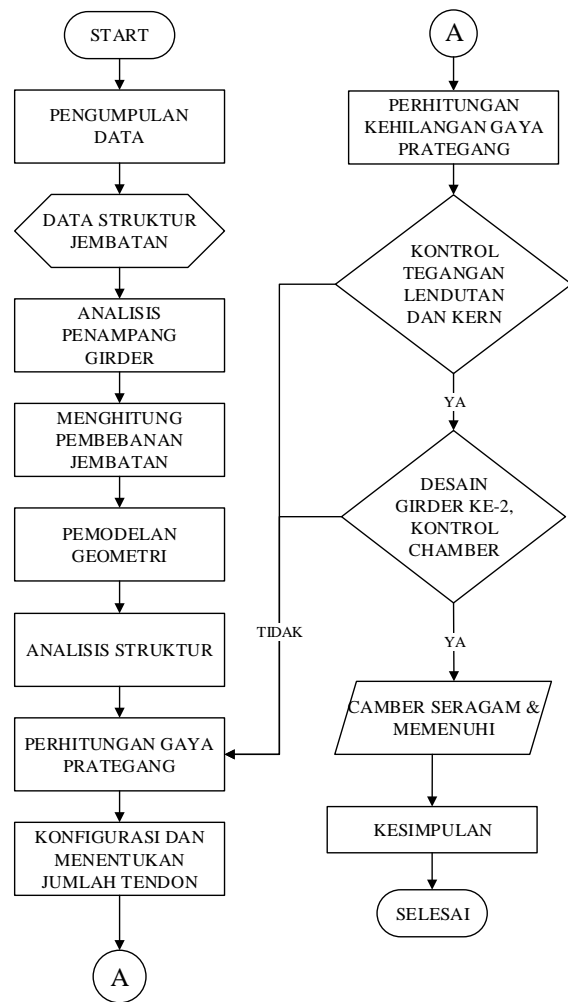 START
PENGUMPULAN
DATA
DATA STRUKTUR
JEMBATAN
ANALISIS
PENAMPANG
GIRDER
MENGHITUNG
PEMBEBANAN
JEMBATAN
PEMODELAN
GEOMETRI
ANALISIS STRUKTUR
PERHITUNGAN GAYA
PRATEGANG
KONFIGURASI DAN
MENENTUKAN
JUMLAH TENDON
A
A
PERHITUNGAN
KEHILANGAN GAYA
PRATEGANG
KONTROL
TEGANGAN
LENDUTAN
DAN KERN
YA
DESAIN
GIRDER KE-2,
KONTROL
CHAMBER
TIDAK
YA
CAMBER SERAGAM &
MEMENUHI
KESIMPULAN
SELESAI